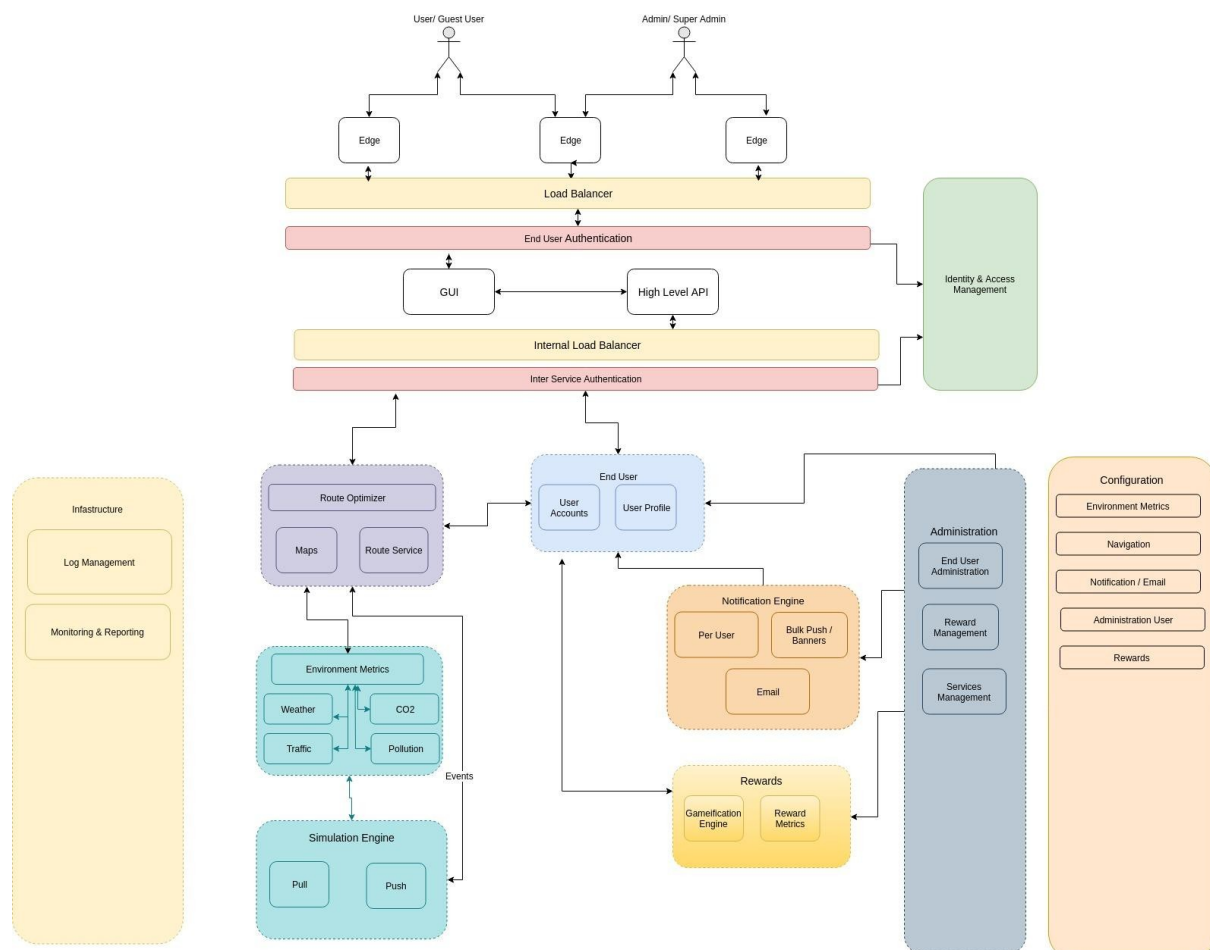 User/ Guest User
Admin/ Super Admin
Edge
Edge
Edge
Load Balancer
End User Authentication
GUI
High Level API
Identity & Access
Management
Internal Load Balancer
Inter Service Authentication
Infastructure
Log Management
Monitoring & Reporting
Route Optimizer
Maps
Route Service
End User
User
Accounts
User Profile
Environment Metrics
Weather
CO2
Traffic
Pollution
Events
Simulation Engine
Pull
Push
Notification Engine
Per User
Bulk Push /
Banners
Email
Rewards
Gameification
Engine
Reward
Metrics
Administration
End User
Administration
Reward
Management
Services
Management
Configuration
Environment Metrics
Navigation
Notification / Email
Administration User
Rewards